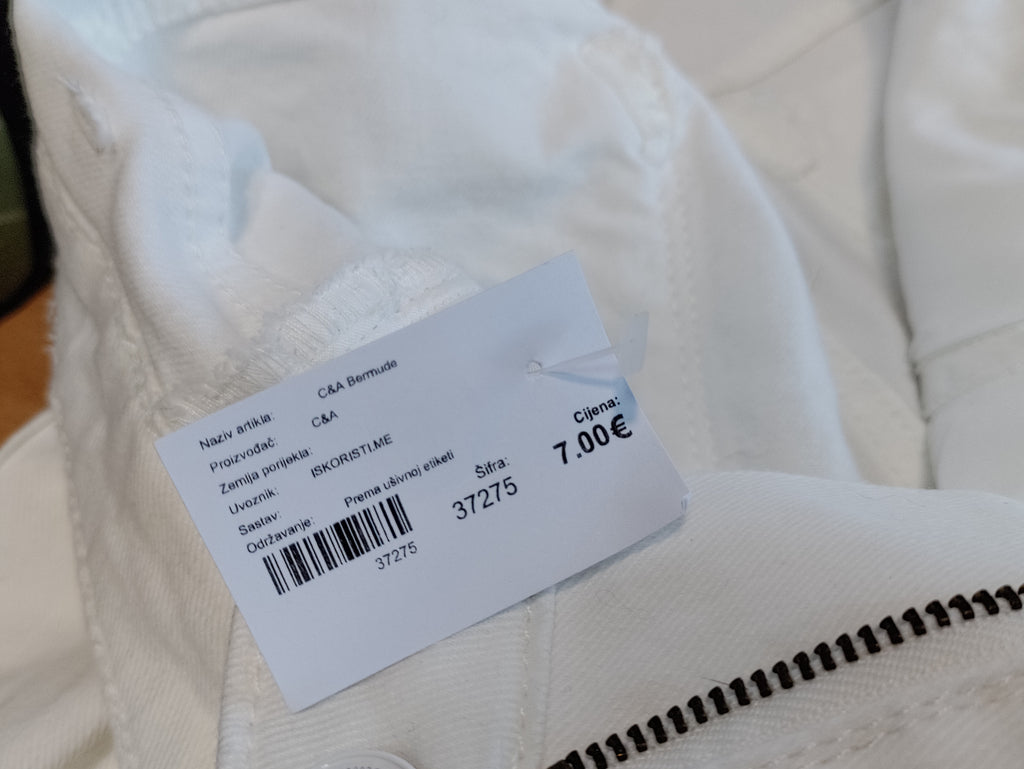 Naziv artikla: C&A Bermude
Proizvođač: C&A
Zemlja porijekla:
Uvoznik: ISKORISTI.ME
Sastav:
Održavanje: Prema ušivnoj etiketi
37275
Šifra:
37275
Cijena:
7.00€